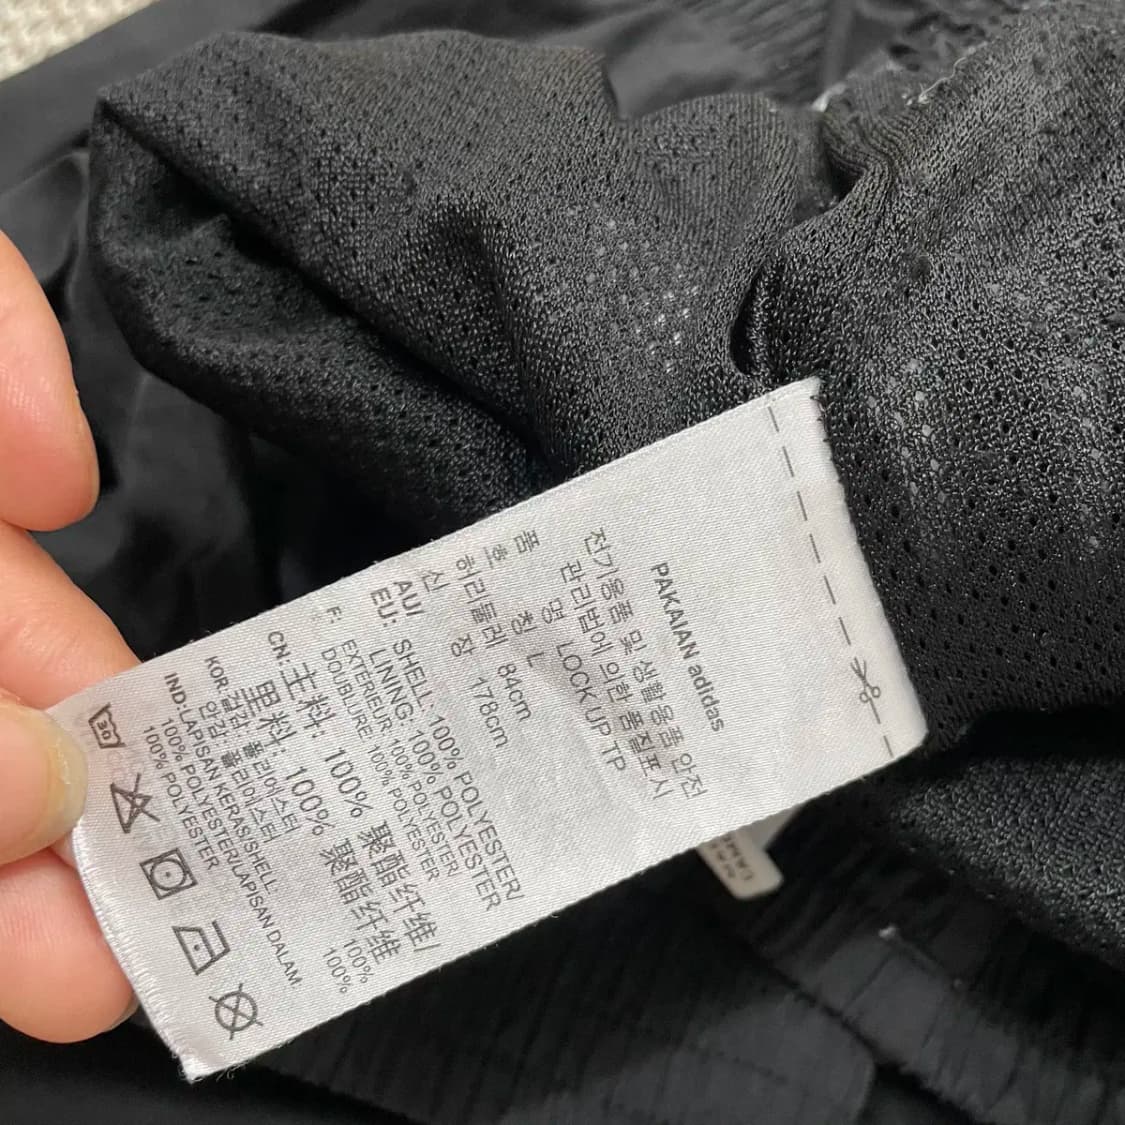 PAKAIAN adidas
전기용품 및 생활용품 안전
관리법에 의한 품질표시
품 명 LOCK UP TP
호 칭 L
허리둘레 84cm
신 장 178cm
AU/
EU: SHELL: 100% POLYESTER/
LINING: 100% POLYESTER
F: EXTERIEUR: 100% POLYESTER/
DOUBLURE: 100% POLYESTER
CN: 主料: 100% 聚酯纤维/
里料: 100% 聚酯纤维
KOR: 겉감: 폴리에스터 100%
안감: 폴리에스터 100%
IND: LAPISAN KERAS/SHELL
100% POLYESTER/LAPISAN DALAM:
100% POLYESTER
30